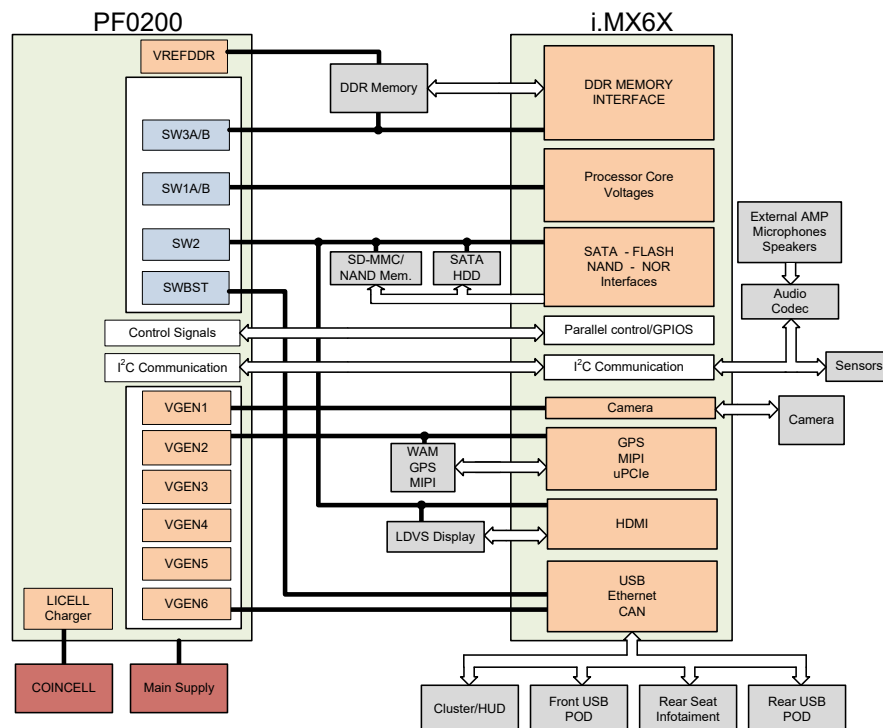 PF0200
i.MX6X
VREFDDR
DDR Memory
DDR MEMORY
INTERFACE
SW3A/B
SW1A/B
Processor Core
Voltages
SW2
SWBST
SD-MMC/
NAND Mem.
SATA
HDD
SATA - FLASH
NAND - NOR
Interfaces
External AMP
Microphones
Speakers
Audio
Codec
Control Signals
Parallel control/GPIOS
I²C Communication
I²C Communication
Sensors
VGEN1
Camera
Camera
VGEN2
WAM
GPS
MIPI
GPS
MIPI
uPCIe
VGEN3
VGEN4
LDVS Display
HDMI
VGEN5
VGEN6
USB
Ethernet
CAN
LICELL
Charger
COINCELL
Main Supply
Cluster/HUD
Front USB
POD
Rear Seat
Infotaiment
Rear USB
POD